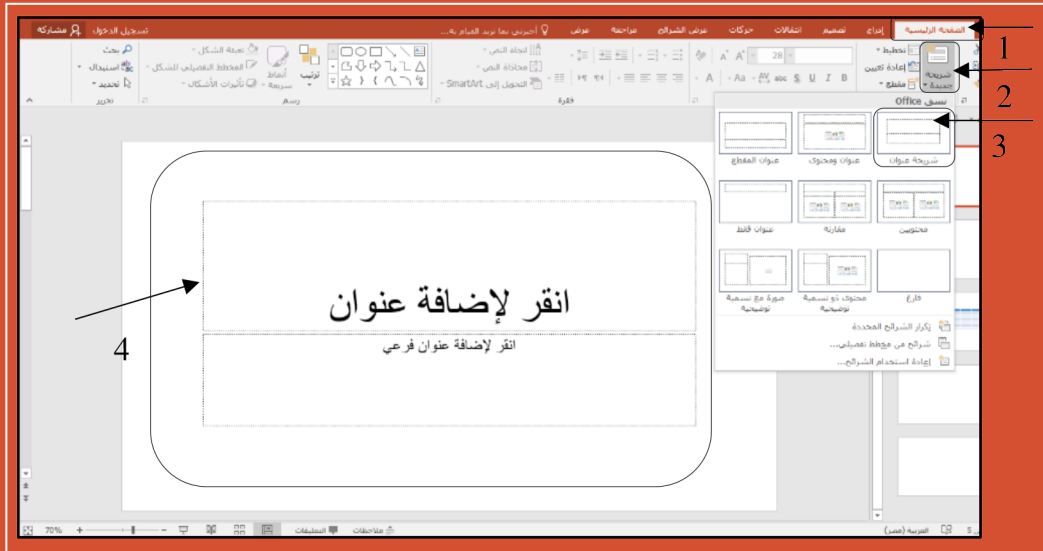 الصفحة الرئيسية إدراج تصميم انتقالات حركات عرض الشرائح مراجعة عرض أخبرني بما تريد القيام به... تسجيل الدخول مشاركة
1
شريحة جديدة
تخطيط
إعادة تعيين
مقطع
28
B I U S abc AV Aa A
اتجاه النص
محاذاة النص
التحويل إلى SmartArt
ترتيب
أنماط سريعة
تعبئة الشكل
المخطط التفصيلي للشكل
تأثيرات الأشكال
بحث
استبدال
تحديد
2
فقرة
رسم
تحرير
نسق Office
3
شريحة عنوان
عنوان ومحتوى
عنوان المقطع
محتويين
مقارنة
عنوان فقط
فارغ
محتوى ذو تسمية توضيحية
صورة مع تسمية توضيحية
تكرار الشرائح المحددة
شرائح من مخطط تفصيلي...
إعادة استخدام الشرائح...
انقر لإضافة عنوان
انقر لإضافة عنوان فرعي
4
العربية (مصر)
ملاحظات
التعليقات
70%